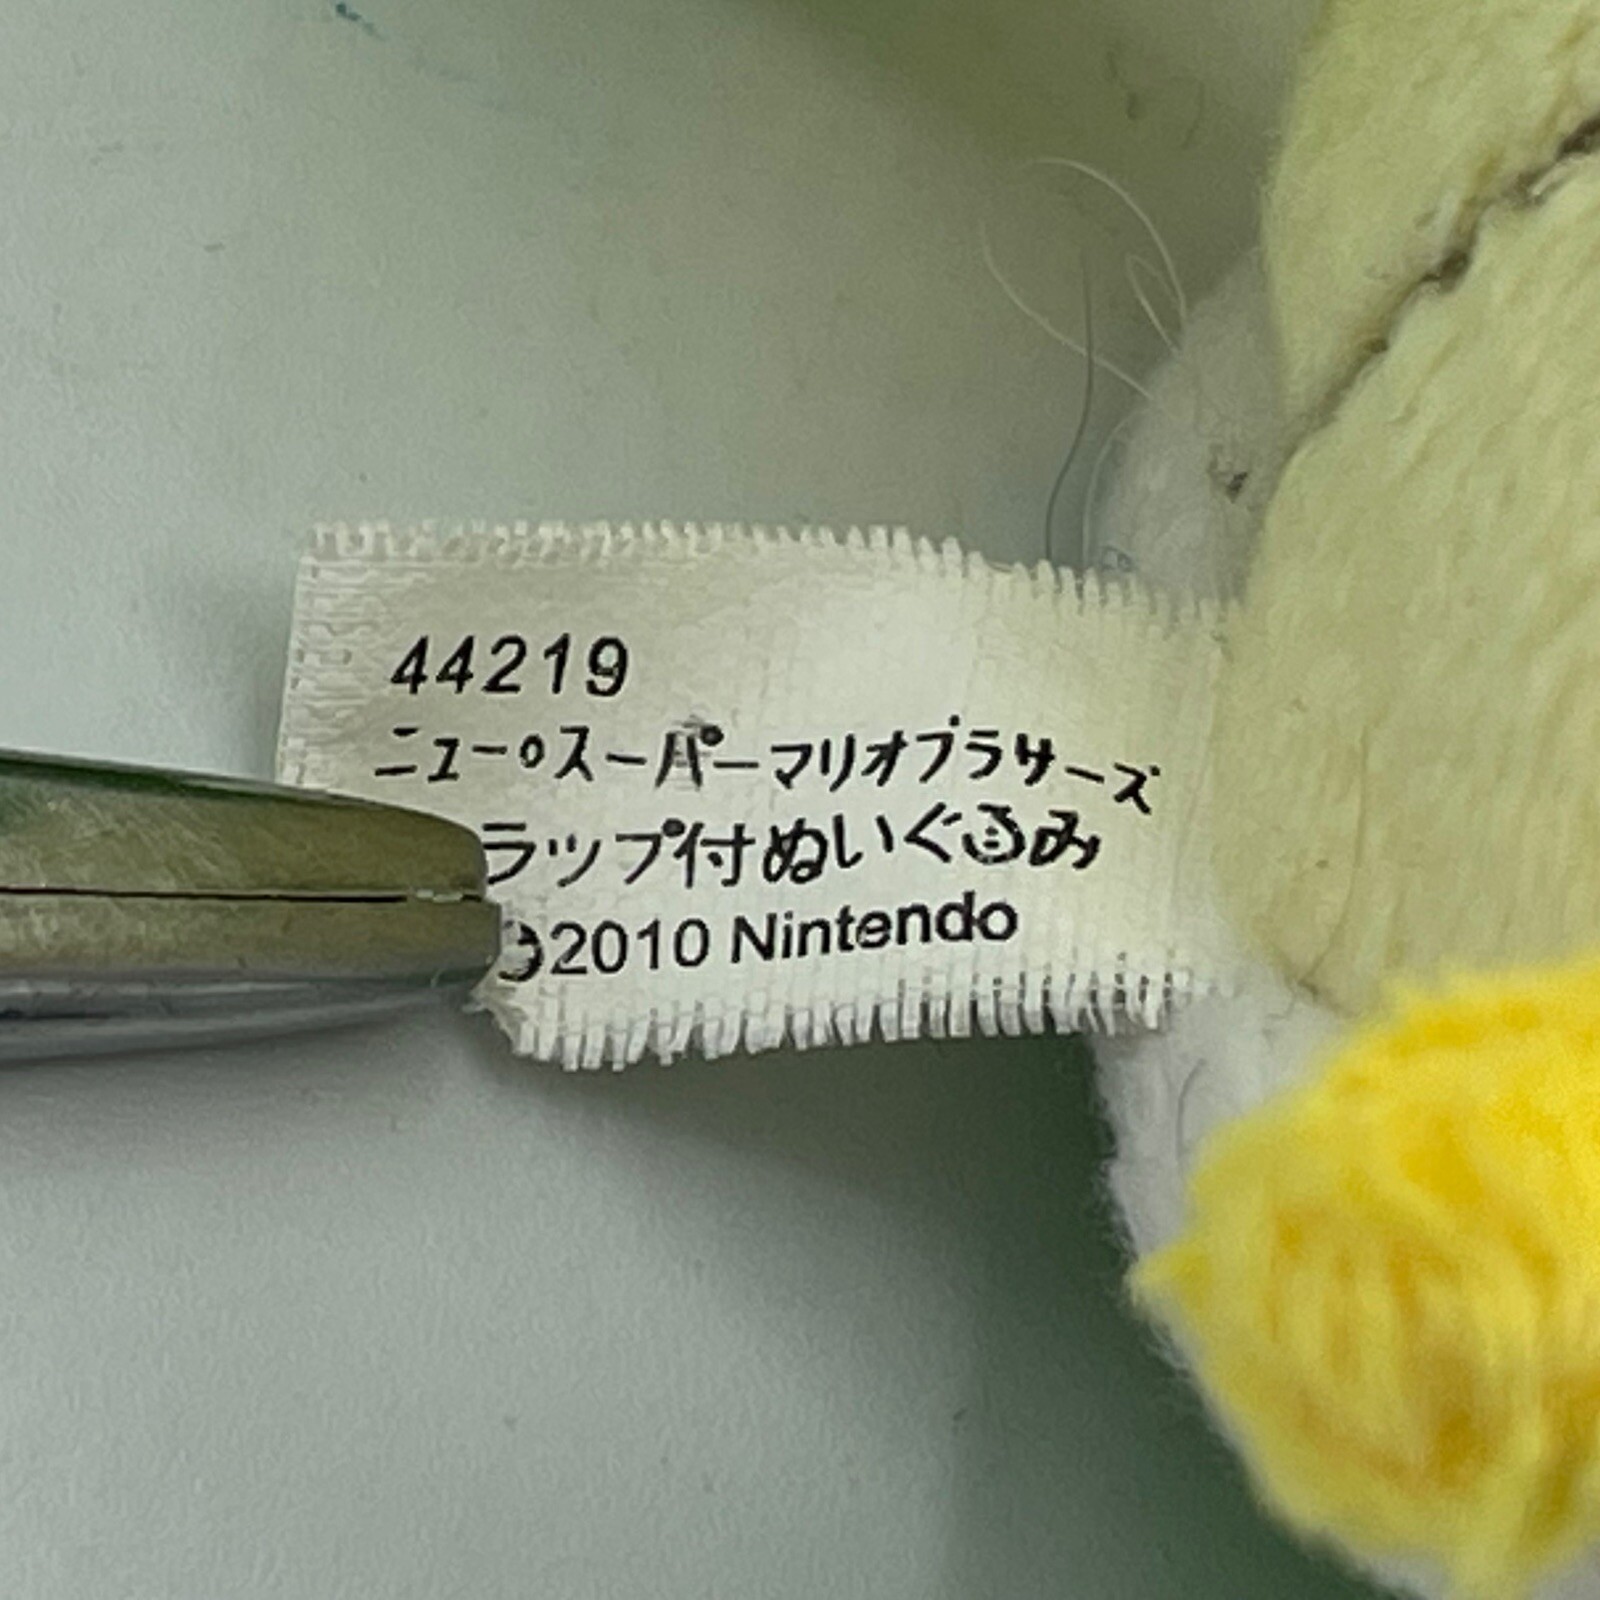 44219
ニュー○スーパーマリオブラザーズ
ラップ付ぬいぐるみ
©2010 Nintendo